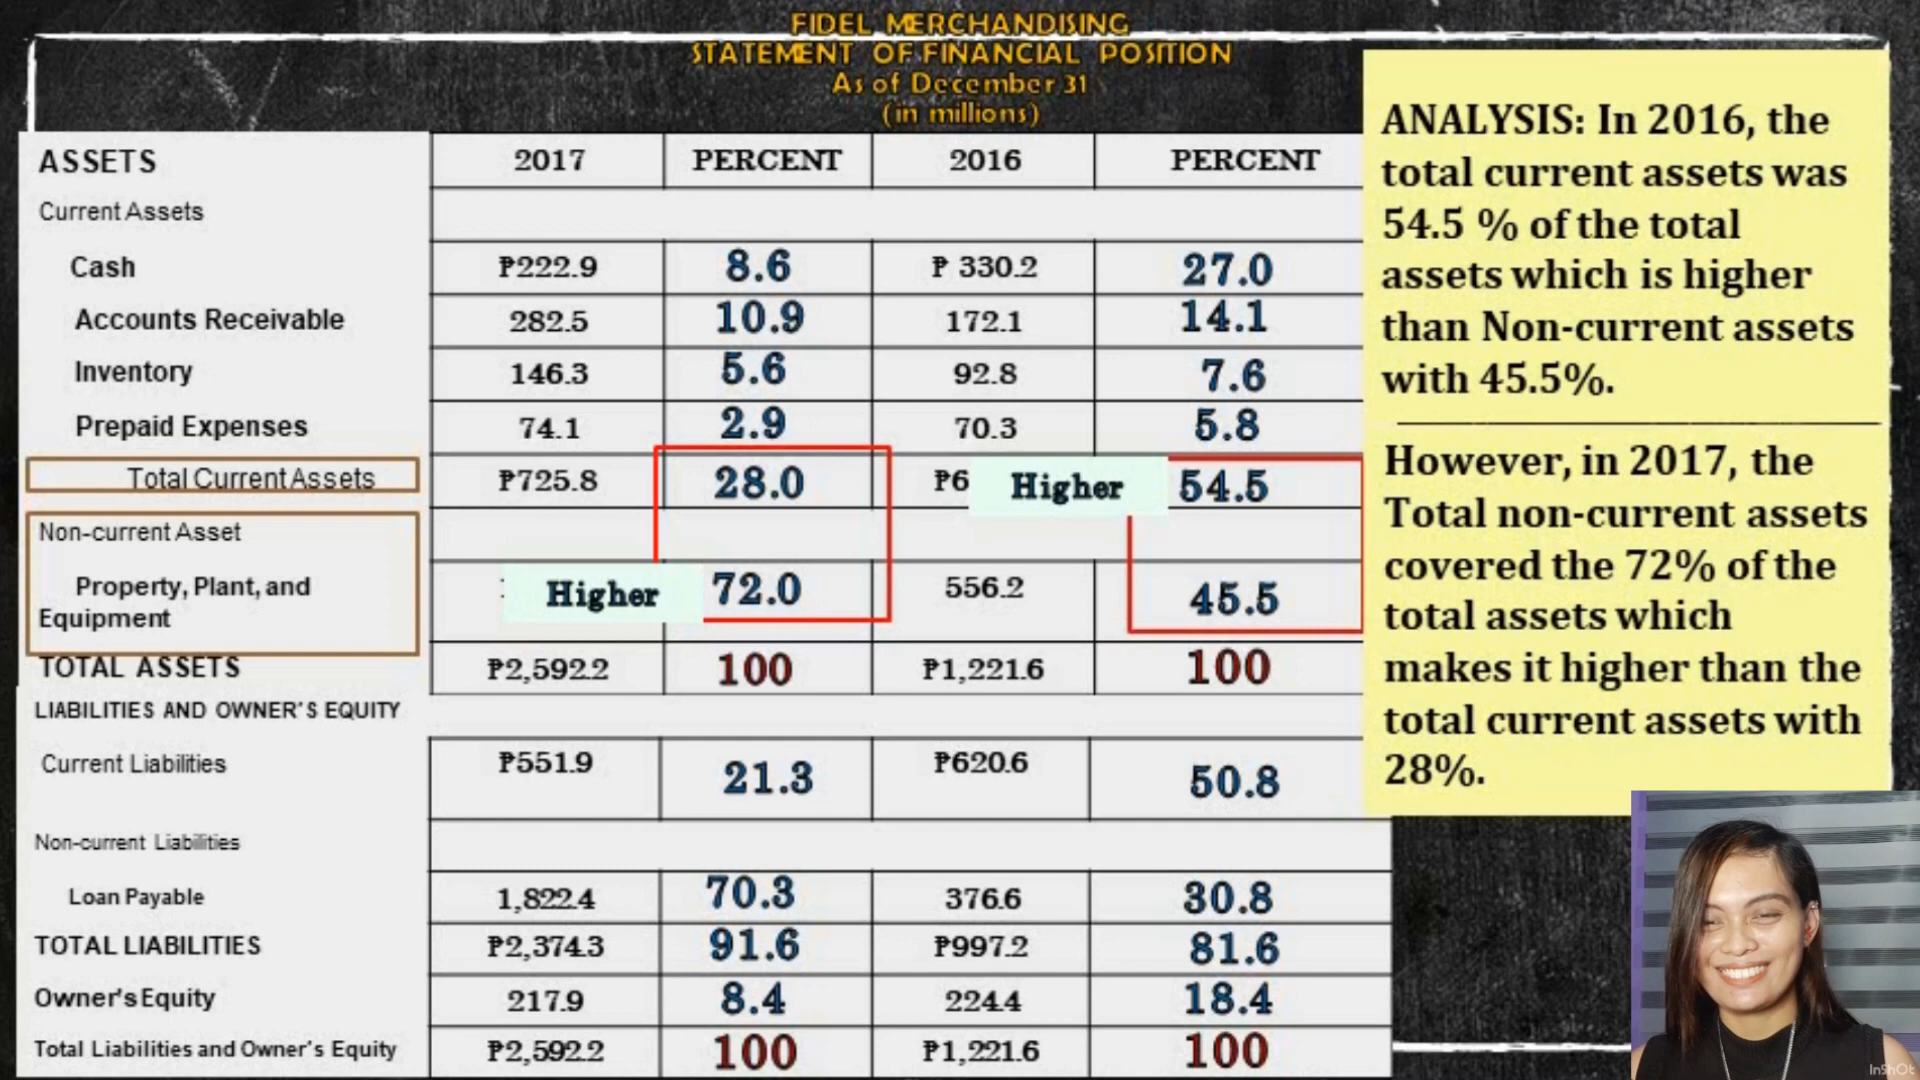 FIDEL MERCHANDISING
STATEMENT OF FINANCIAL POSITION
As of December 31
(in millions)
ASSETS 2017 PERCENT 2016 PERCENT
Current Assets
Cash ₱222.9 8.6 ₱ 330.2 27.0
Accounts Receivable 282.5 10.9 172.1 14.1
Inventory 146.3 5.6 92.8 7.6
Prepaid Expenses 74.1 2.9 70.3 5.8
Total Current Assets ₱725.8 28.0 ₱6 Higher 54.5
Non-current Asset
Property, Plant, and Higher 72.0 556.2 45.5
Equipment
TOTAL ASSETS ₱2,592.2 100 ₱1,221.6 100
LIABILITIES AND OWNER'S EQUITY
Current Liabilities ₱551.9 21.3 ₱620.6 50.8
Non-current Liabilities
Loan Payable 1,822.4 70.3 376.6 30.8
TOTAL LIABILITIES ₱2,374.3 91.6 ₱997.2 81.6
Owner's Equity 217.9 8.4 224.4 18.4
Total Liabilities and Owner's Equity ₱2,592.2 100 ₱1,221.6 100
ANALYSIS: In 2016, the
total current assets was
54.5 % of the total
assets which is higher
than Non-current assets
with 45.5%.
However, in 2017, the
Total non-current assets
covered the 72% of the
total assets which
makes it higher than the
total current assets with
28%.
InShOt